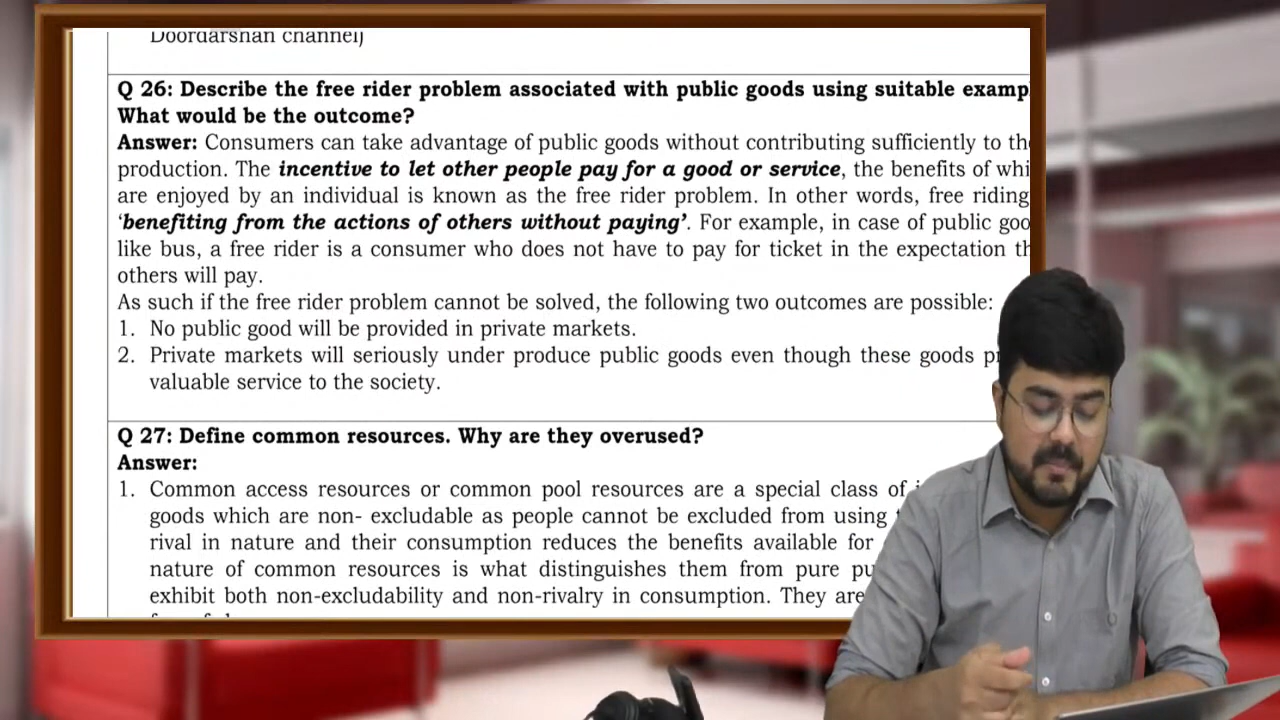 Doordarshan channel)
Q 26: Describe the free rider problem associated with public goods using suitable examp
What would be the outcome?
Answer: Consumers can take advantage of public goods without contributing sufficiently to the
production. The incentive to let other people pay for a good or service, the benefits of whi
are enjoyed by an individual is known as the free rider problem. In other words, free riding
'benefiting from the actions of others without paying'. For example, in case of public goo
like bus, a free rider is a consumer who does not have to pay for ticket in the expectation th
others will pay.
As such if the free rider problem cannot be solved, the following two outcomes are possible:
1. No public good will be provided in private markets.
2. Private markets will seriously under produce public goods even though these goods
valuable service to the society.
Q 27: Define common resources. Why are they overused?
Answer:
1. Common access resources or common pool resources are a special class of
goods which are non- excludable as people cannot be excluded from using
rival in nature and their consumption reduces the benefits available for
nature of common resources is what distinguishes them from pure
exhibit both non-excludability and non-rivalry in consumption. They are